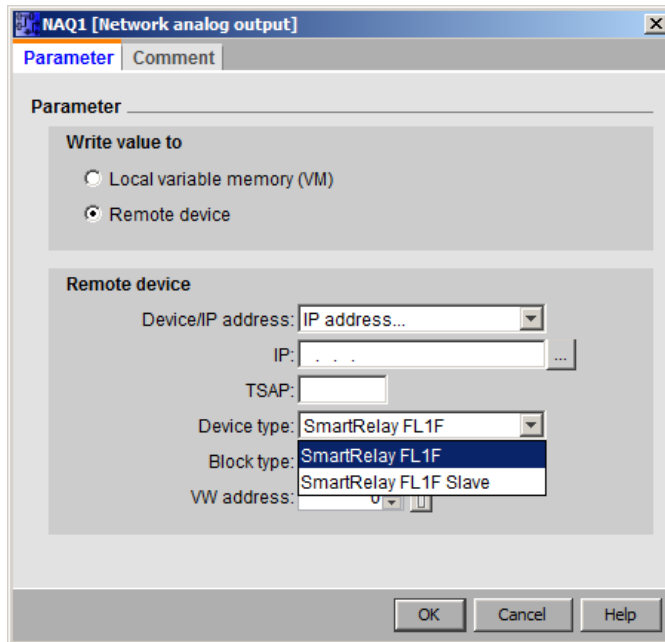 NAQ1 [Network analog output]
Parameter Comment
Parameter
Write value to
Local variable memory (VM)
Remote device
Remote device
Device/IP address: IP address...
IP: . . . ...
TSAP:
Device type: SmartRelay FL1F
SmartRelay FL1F
Block type:
SmartRelay FL1F Slave
VW address: 0
OK Cancel Help